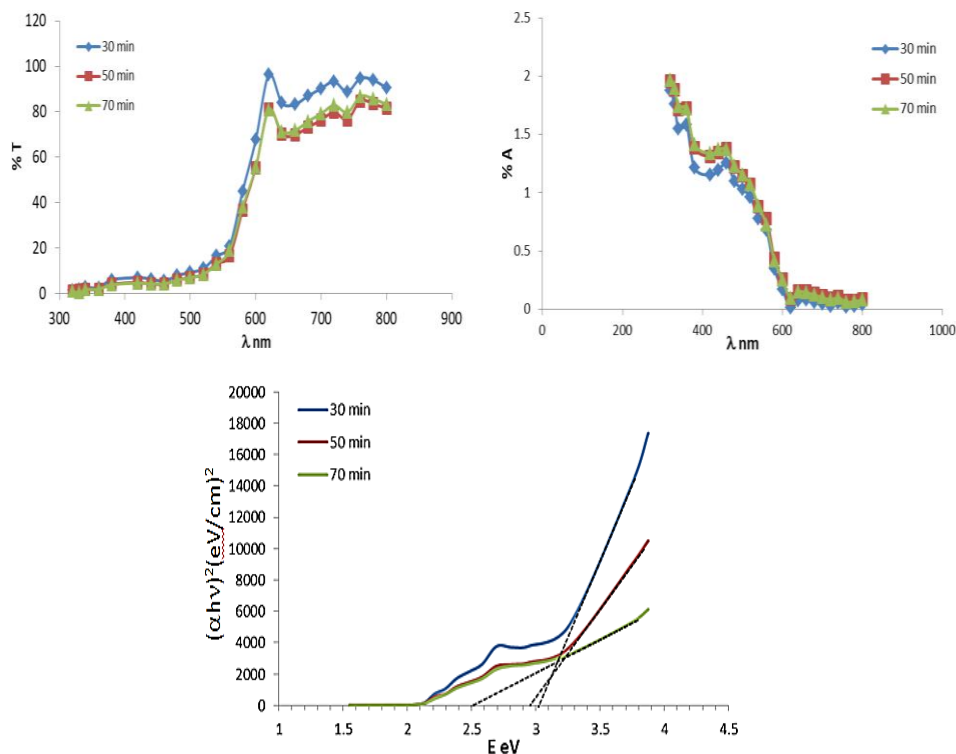 120
100
80
60
40
20
0
30 min
50 min
70 min
% T
300 400 500 600 700 800 900
λ nm
2.5
2
1.5
1
0.5
0
30 min
50 min
70 min
% A
0 200 400 600 800 1000
λ nm
20000
18000
16000
14000
12000
10000
8000
6000
4000
2000
0
30 min
50 min
70 min
(αhν)²(eV/cm)²
1 1.5 2 2.5 3 3.5 4 4.5
E eV